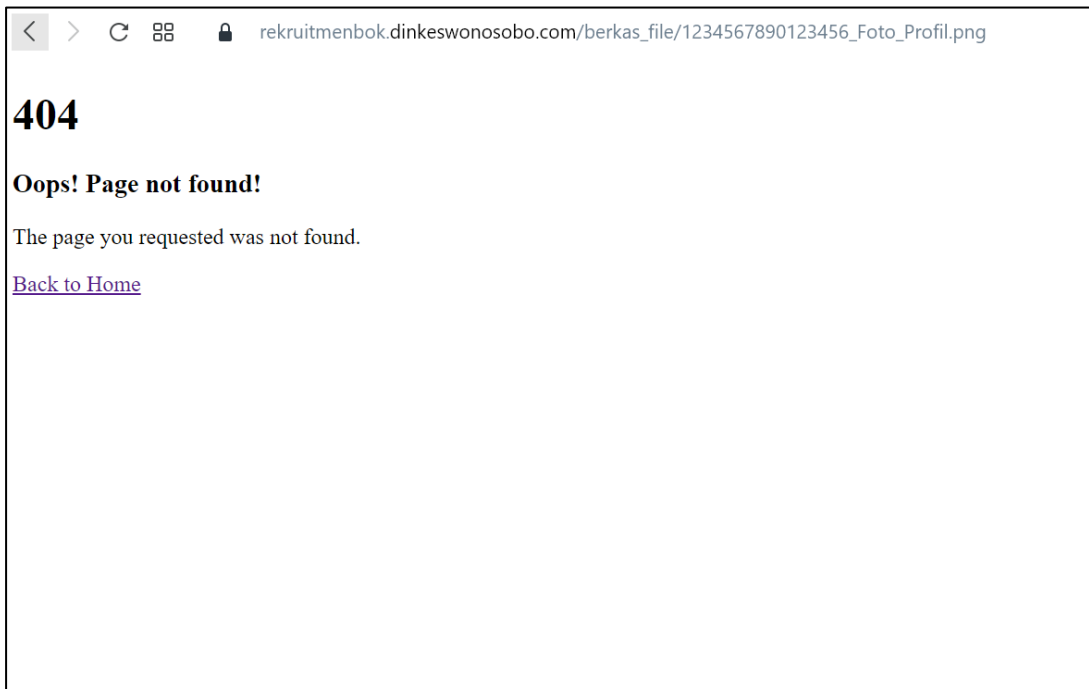 rekruitmenbok.dinkeswonosobo.com/berkas_file/1234567890123456_Foto_Profil.png
404
Oops! Page not found!
The page you requested was not found.
Back to Home